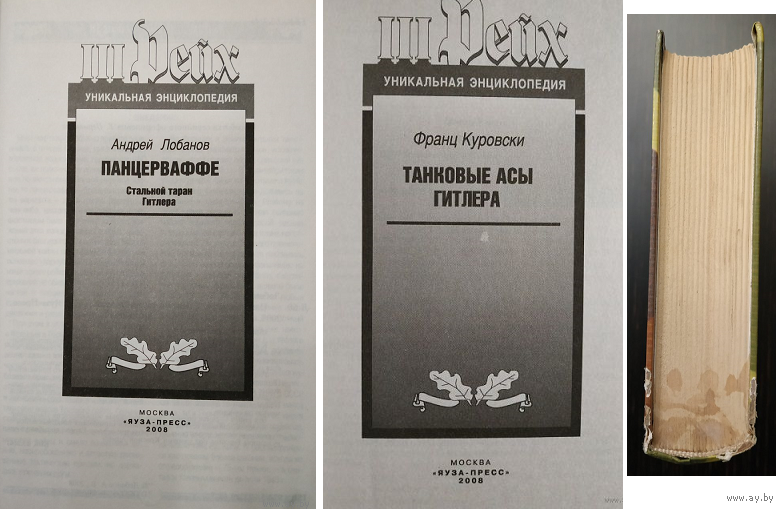 III Рейх
УНИКАЛЬНАЯ ЭНЦИКЛОПЕДИЯ
Андрей Лобанов
ПАНЦЕРВАФФЕ
Стальной таран
Гитлера
МОСКВА
«ЯУЗА-ПРЕСС»
2008
III Рейх
УНИКАЛЬНАЯ ЭНЦИКЛОПЕДИЯ
Франц Куровски
ТАНКОВЫЕ АСЫ
ГИТЛЕРА
МОСКВА
«ЯУЗА-ПРЕСС»
2008
www.ay.by